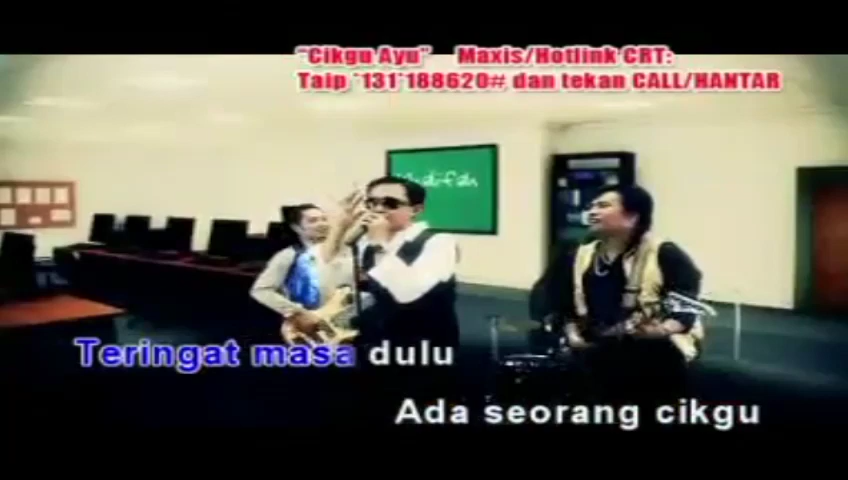 "Cikgu Ayu" Maxis/Hotlink CRT:
Taip *131*188620# dan tekan CALL/HANTAR
Teringat masa dulu
Ada seorang cikgu